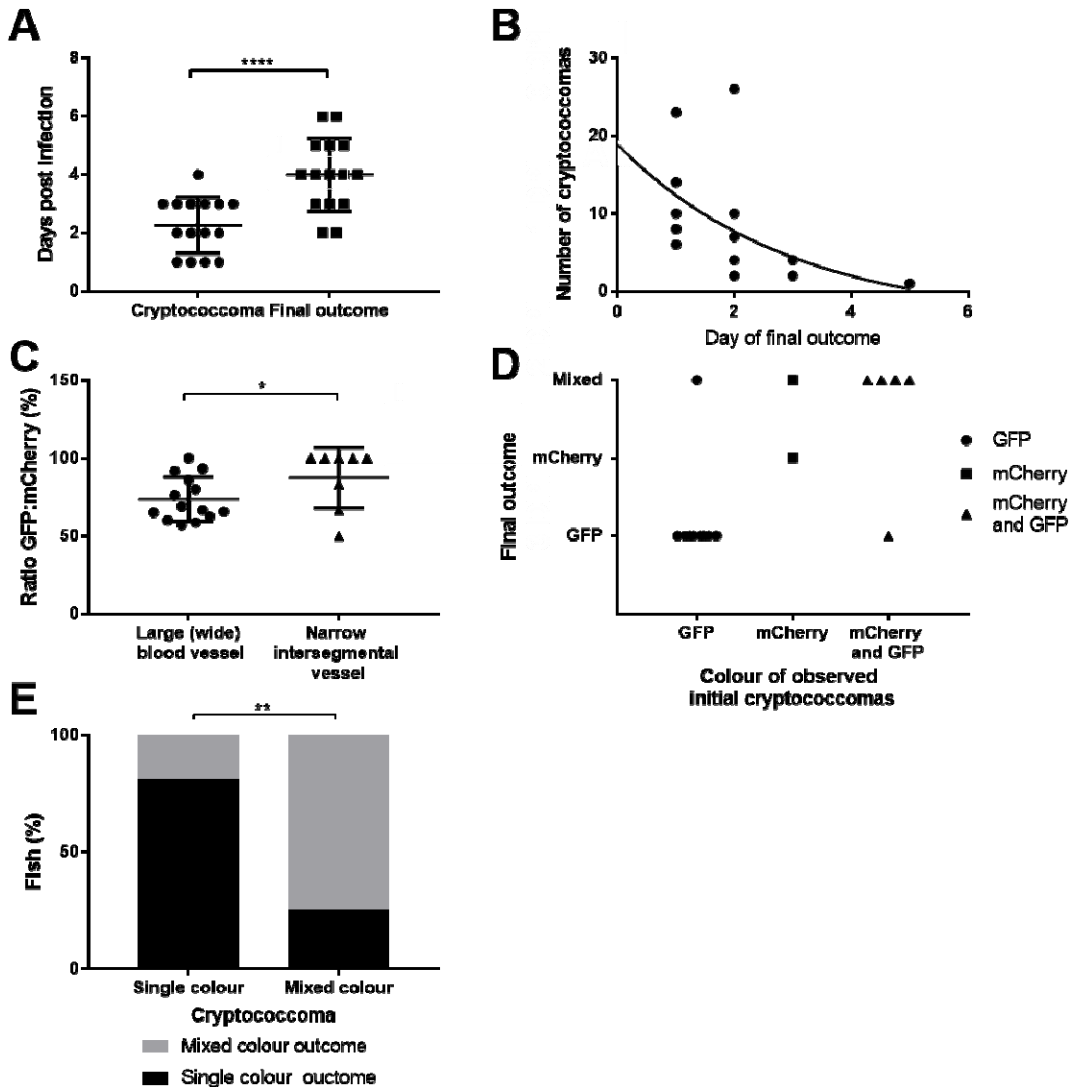 A
Days post infection
8
6
4
2
0
****
Cryptococcoma Final outcome
B
Number of cryptococcomas
30
20
10
0
0 2 4 6
Day of final outcome
C
Ratio GFP:mCherry (%)
150
100
50
0
*
Large (wide)
blood vessel
Narrow
intersegmental
vessel
D
Final outcome
Mixed
mCherry
GFP
GFP
mCherry
mCherry
and GFP
Colour of observed
initial cryptococcomas
GFP
mCherry
mCherry
and GFP
E
Fish (%)
100
50
0
**
Single colour
Mixed colour
Cryptococcoma
Mixed colour outcome
Single colour ouctome